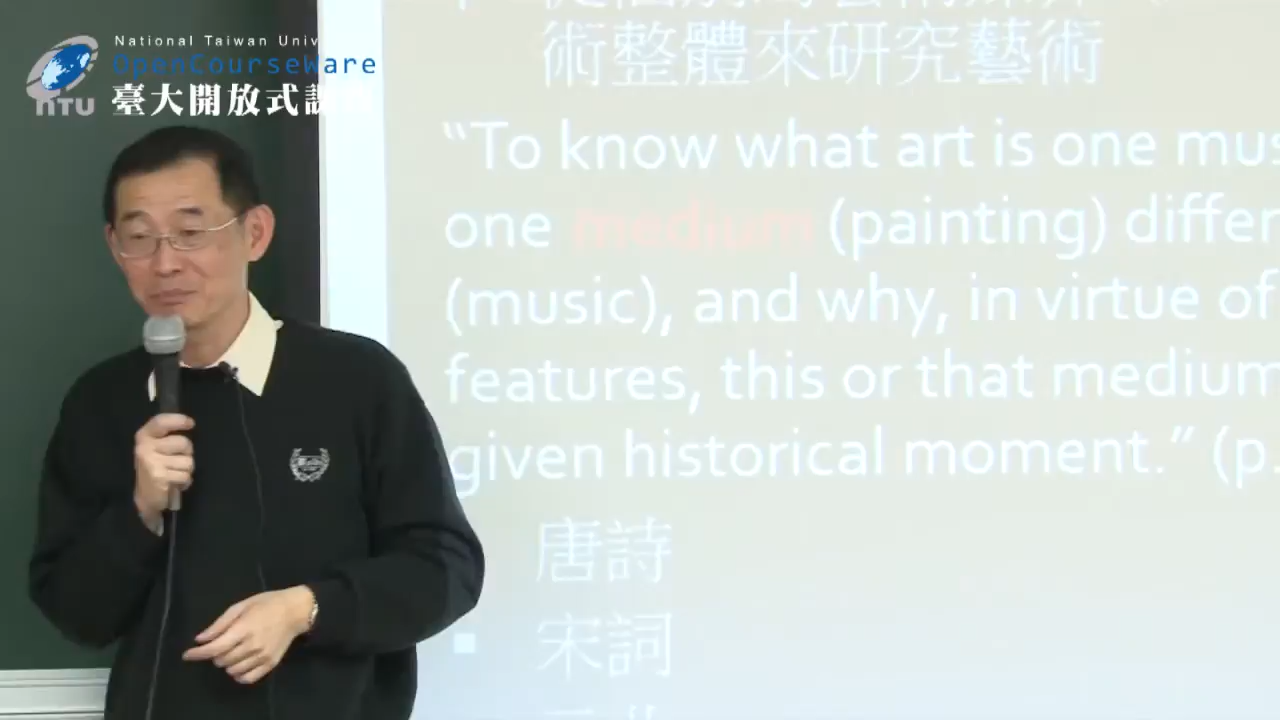 National Taiwan Univ
OpenCourseWare
NTU
臺大開放式課
術整體來研究藝術
"To know what art is one mus
one medium (painting) differ
(music), and why, in virtue of
features, this or that medium
given historical moment." (p.
唐詩
宋詞